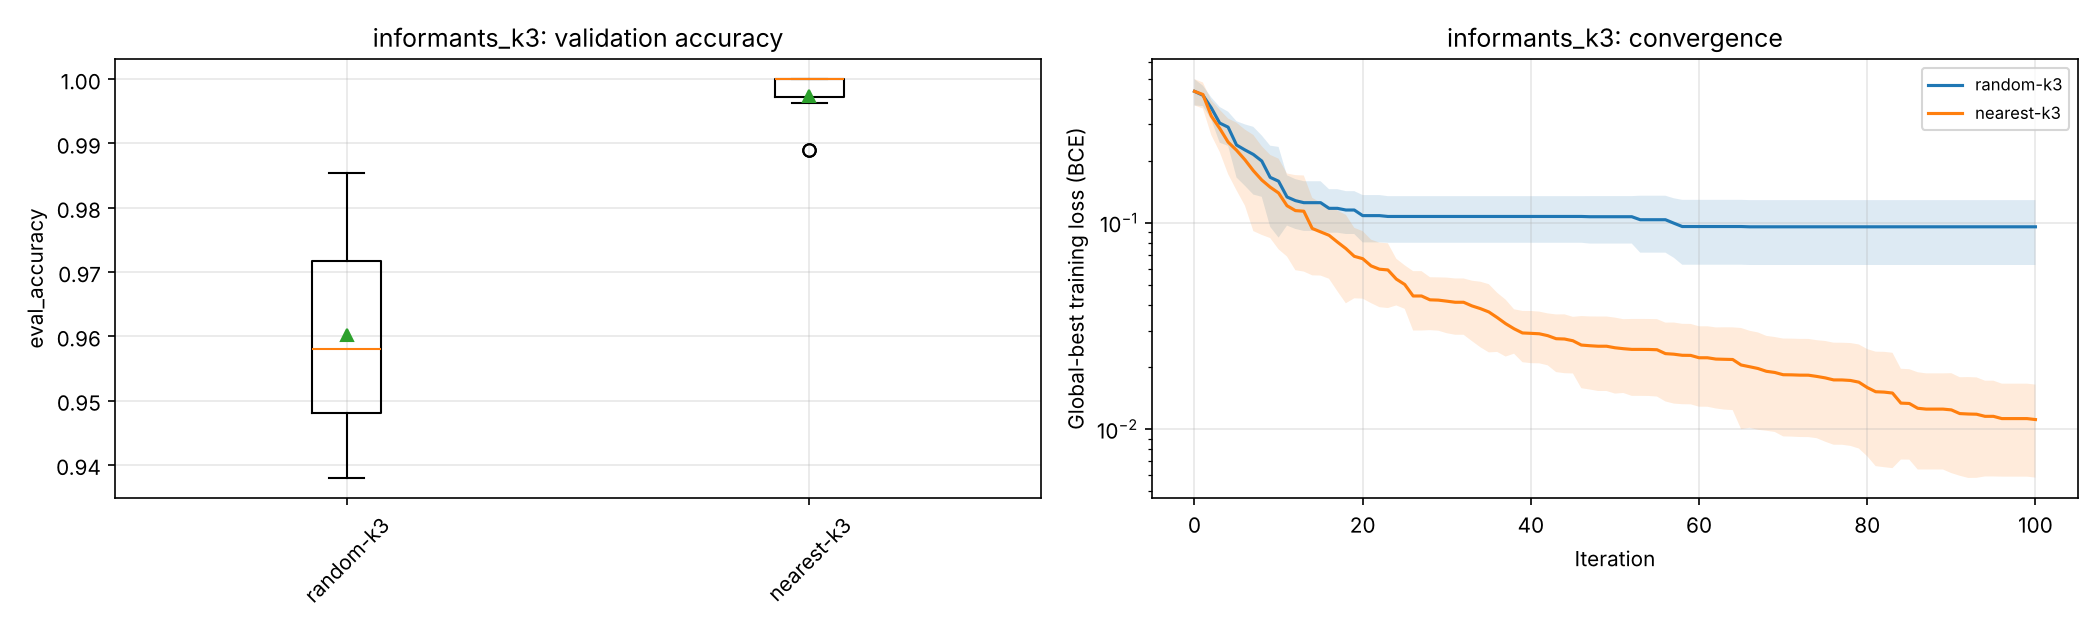 informants_k3: validation accuracy
eval_accuracy
1.00
0.99
0.98
0.97
0.96
0.95
0.94
random-k3
nearest-k3
informants_k3: convergence
Global-best training loss (BCE)
10⁻¹
10⁻²
random-k3
nearest-k3
0
20
40
60
80
100
Iteration